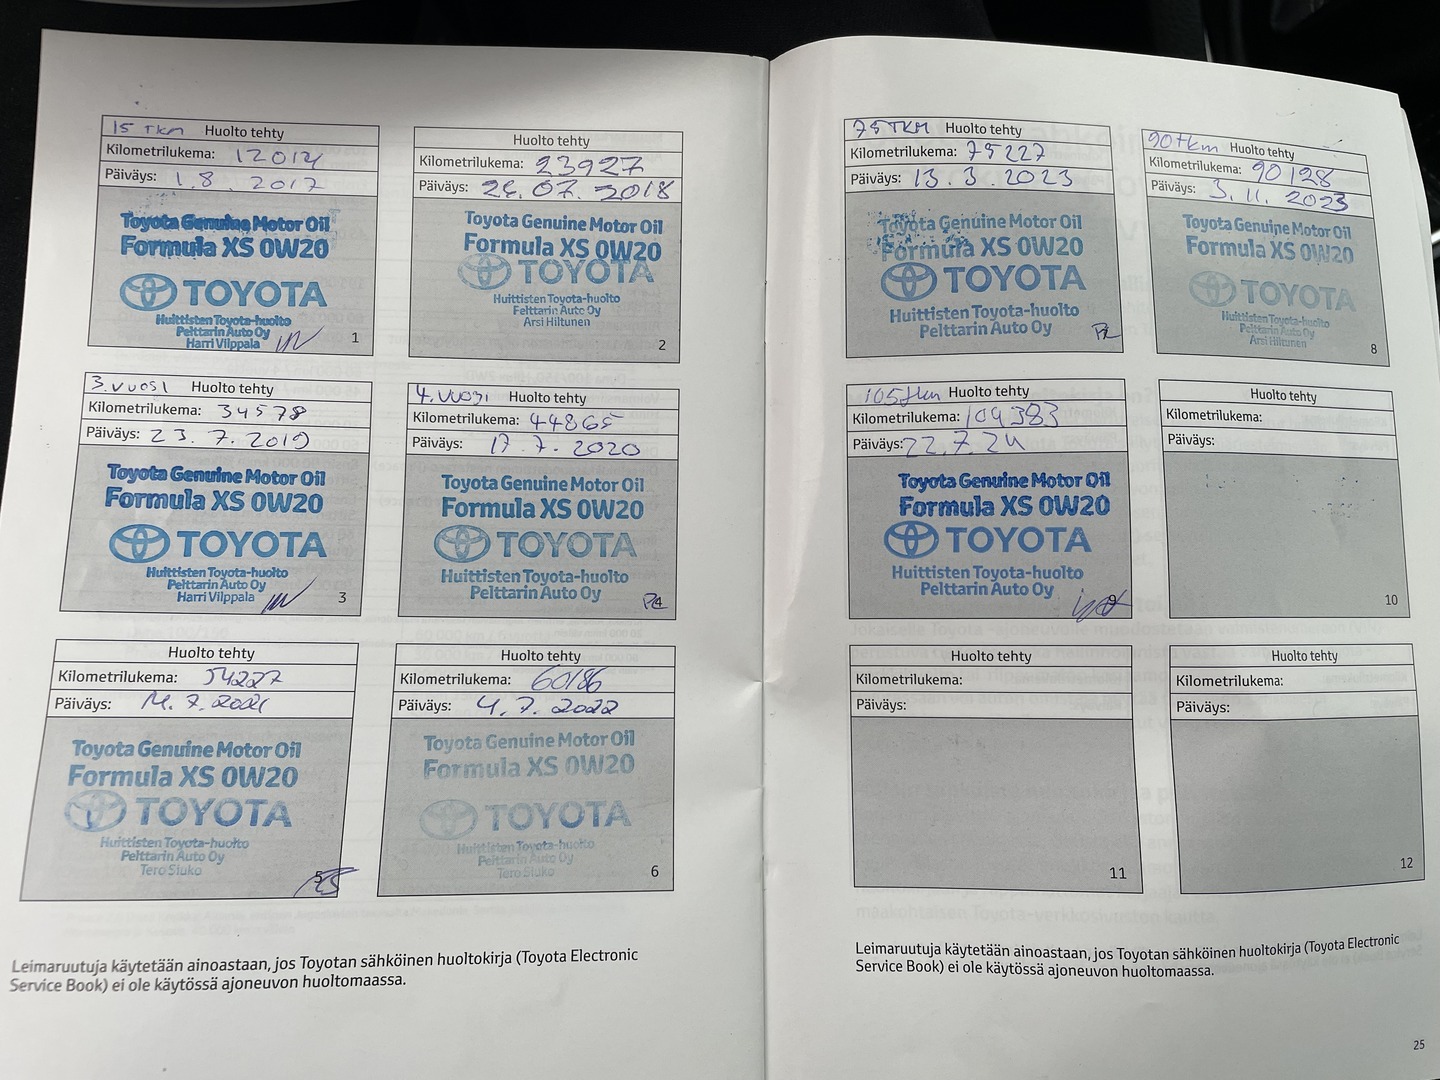 15 TKM Huolto tehty
Kilometrilukema: 12014
Päiväys: 1.8.2017
Toyota Genuine Motor Oil
Formula XS 0W20
TOYOTA
Huittisten Toyota-huolto
Pelttarin Auto Oy
Harri Vilppala
1
Huolto tehty
Kilometrilukema: 23927
Päiväys: 07.2018
Toyota Genuine Motor Oil
Formula XS 0W20
TOYOTA
Huittisten Toyota-huolto
Pelttarin Auto Oy
Arsi Hiltunen
2
3. VUOSI Huolto tehty
Kilometrilukema: 34578
Päiväys: 23.7.2019
Toyota Genuine Motor Oil
Formula XS 0W20
TOYOTA
Huittisten Toyota-huolto
Pelttarin Auto Oy
Harri Vilppala
3
4. VUOSI Huolto tehty
Kilometrilukema: 44865
Päiväys: 17.7.2020
Toyota Genuine Motor Oil
Formula XS 0W20
TOYOTA
Huittisten Toyota-huolto
Pelttarin Auto Oy
4
Huolto tehty
Kilometrilukema: 54227
Päiväys: 14.7.2021
Toyota Genuine Motor Oil
Formula XS 0W20
TOYOTA
Huittisten Toyota-huolto
Pelttarin Auto Oy
Tero Siuko
5
Huolto tehty
Kilometrilukema: 60186
Päiväys: 4.7.2022
Toyota Genuine Motor Oil
Formula XS 0W20
TOYOTA
Huittisten Toyota-huolto
Pelttarin Auto Oy
Tero Siuko
6
Leimaruutuja käytetään ainoastaan, jos Toyotan sähköinen huoltokirja (Toyota Electronic
Service Book) ei ole käytössä ajoneuvon huoltomaassa.
75TKM Huolto tehty
Kilometrilukema: 75227
Päiväys: 13.3.2023
Toyota Genuine Motor Oil
Formula XS 0W20
TOYOTA
Huittisten Toyota-huolto
Pelttarin Auto Oy
90tkm Huolto tehty
Kilometrilukema: 90128
Päiväys: 3.11.2023
Toyota Genuine Motor Oil
Formula XS 0W20
TOYOTA
Huittisten Toyota-huolto
Pelttarin Auto Oy
Arsi Hiltunen
8
105tkm Huolto tehty
Kilometrilukema: 104383
Päiväys: 22.7.24
Toyota Genuine Motor Oil
Formula XS 0W20
TOYOTA
Huittisten Toyota-huolto
Pelttarin Auto Oy
9
Huolto tehty
Kilometrilukema:
Päiväys:
10
Huolto tehty
Kilometrilukema:
Päiväys:
11
Huolto tehty
Kilometrilukema:
Päiväys:
12
Leimaruutuja käytetään ainoastaan, jos Toyotan sähköinen huoltokirja (Toyota Electronic
Service Book) ei ole käytössä ajoneuvon huoltomaassa.
25